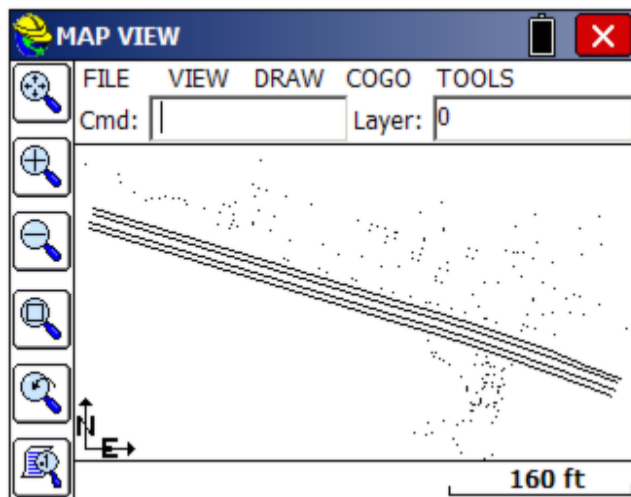 MAP VIEW
FILE VIEW DRAW COGO TOOLS
Cmd: Layer: 0
N
E
160 ft